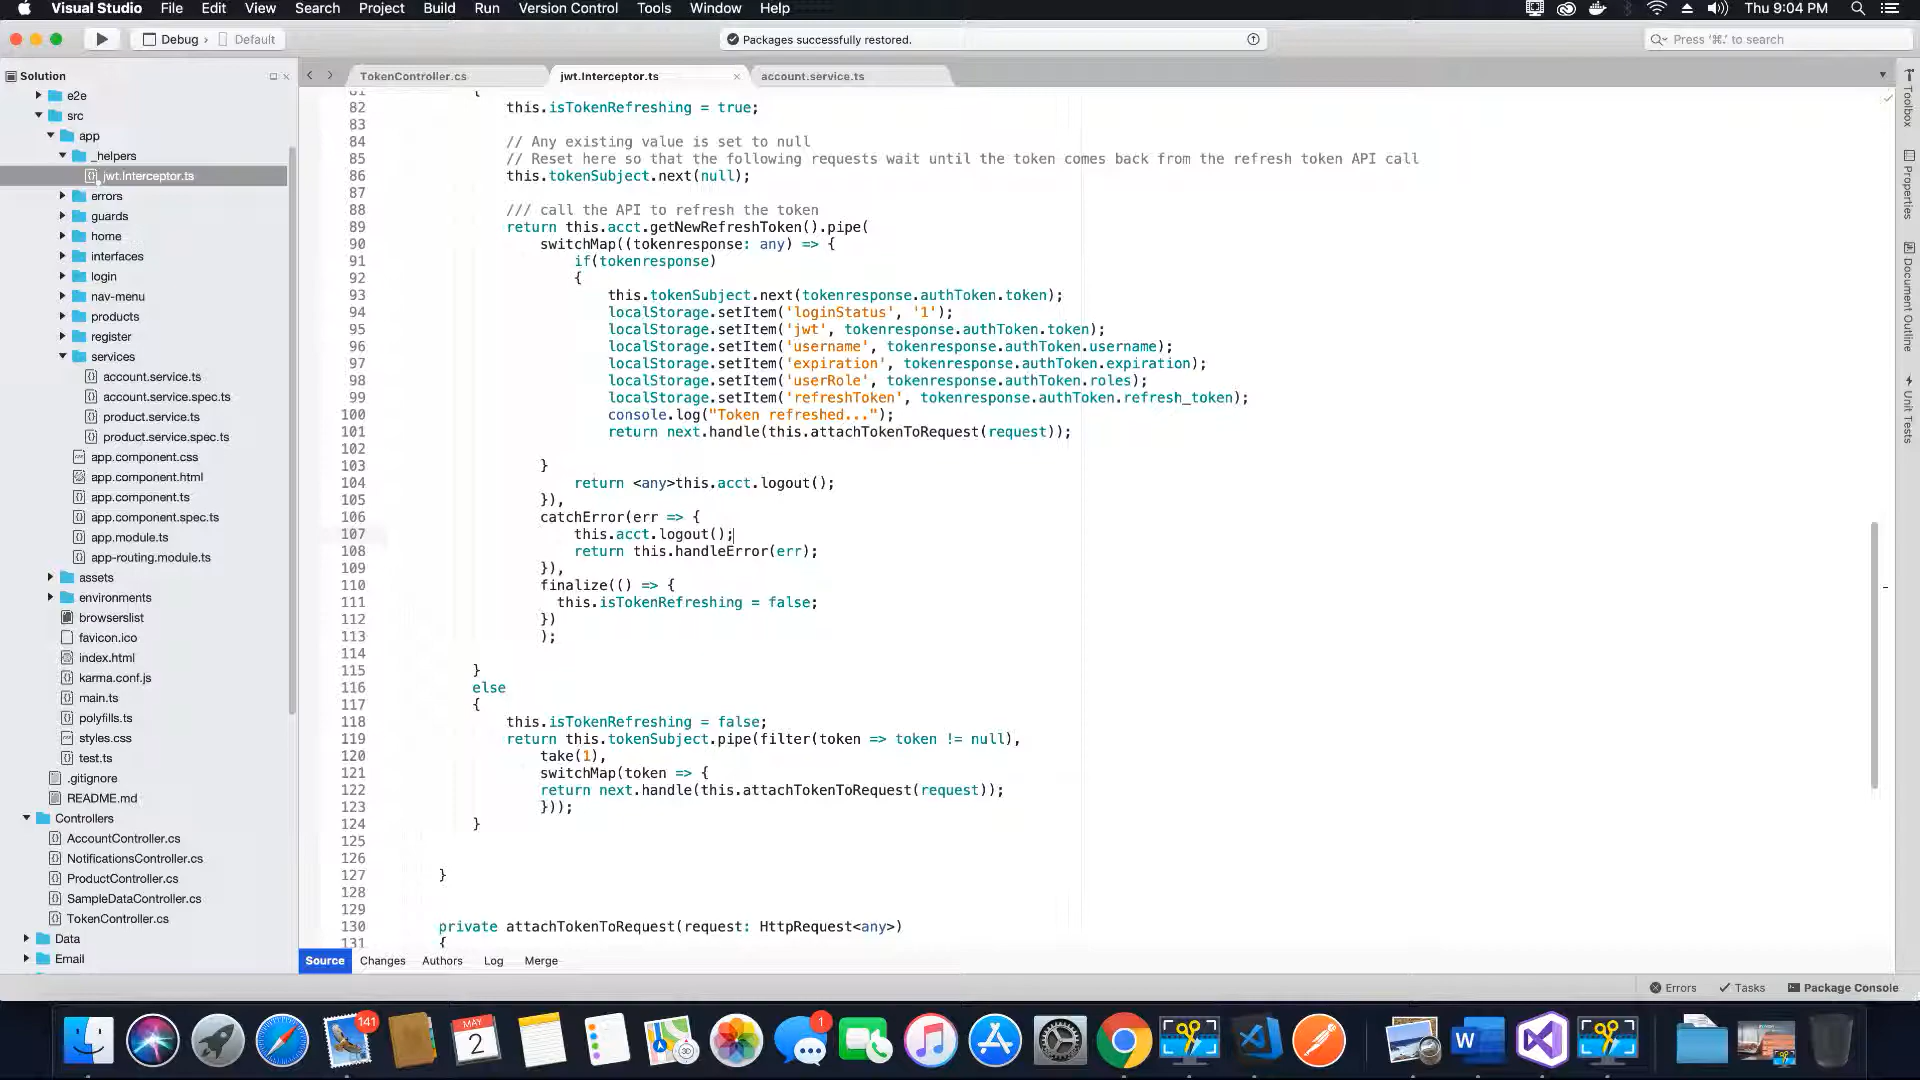 Visual Studio File Edit View Search Project Build Run Version Control Tools Window Help Thu 9:04 PM
Debug › Default
Packages successfully restored.
Press '⌘.' to search
Solution
TokenController.cs
jwt.Interceptor.ts
account.service.ts
e2e
src
app
_helpers
jwt.Interceptor.ts
errors
guards
home
interfaces
login
nav-menu
products
register
services
account.service.ts
account.service.spec.ts
product.service.ts
product.service.spec.ts
app.component.css
app.component.html
app.component.ts
app.component.spec.ts
app.module.ts
app-routing.module.ts
assets
environments
browserslist
favicon.ico
index.html
karma.conf.js
main.ts
polyfills.ts
styles.css
test.ts
.gitignore
README.md
Controllers
AccountController.cs
NotificationsController.cs
ProductController.cs
SampleDataController.cs
TokenController.cs
Data
Email
81 {
82 this.isTokenRefreshing = true;
83
84 // Any existing value is set to null
85 // Reset here so that the following requests wait until the token comes back from the refresh token API call
86 this.tokenSubject.next(null);
87
88 /// call the API to refresh the token
89 return this.acct.getNewRefreshToken().pipe(
90 switchMap((tokenresponse: any) => {
91 if(tokenresponse)
92 {
93 this.tokenSubject.next(tokenresponse.authToken.token);
94 localStorage.setItem('loginStatus', '1');
95 localStorage.setItem('jwt', tokenresponse.authToken.token);
96 localStorage.setItem('username', tokenresponse.authToken.username);
97 localStorage.setItem('expiration', tokenresponse.authToken.expiration);
98 localStorage.setItem('userRole', tokenresponse.authToken.roles);
99 localStorage.setItem('refreshToken', tokenresponse.authToken.refresh_token);
100 console.log("Token refreshed...");
101 return next.handle(this.attachTokenToRequest(request));
102
103 }
104 return <any>this.acct.logout();
105 }),
106 catchError(err => {
107 this.acct.logout();
108 return this.handleError(err);
109 }),
110 finalize(() => {
111 this.isTokenRefreshing = false;
112 })
113 );
114
115 }
116 else
117 {
118 this.isTokenRefreshing = false;
119 return this.tokenSubject.pipe(filter(token => token != null),
120 take(1),
121 switchMap(token => {
122 return next.handle(this.attachTokenToRequest(request));
123 }));
124 }
125
126
127 }
128
129
130 private attachTokenToRequest(request: HttpRequest<any>)
131 {
Toolbox
Properties
Document Outline
Unit Tests
Source Changes Authors Log Merge
Errors Tasks Package Console
141
MAY
2
3D
1
W